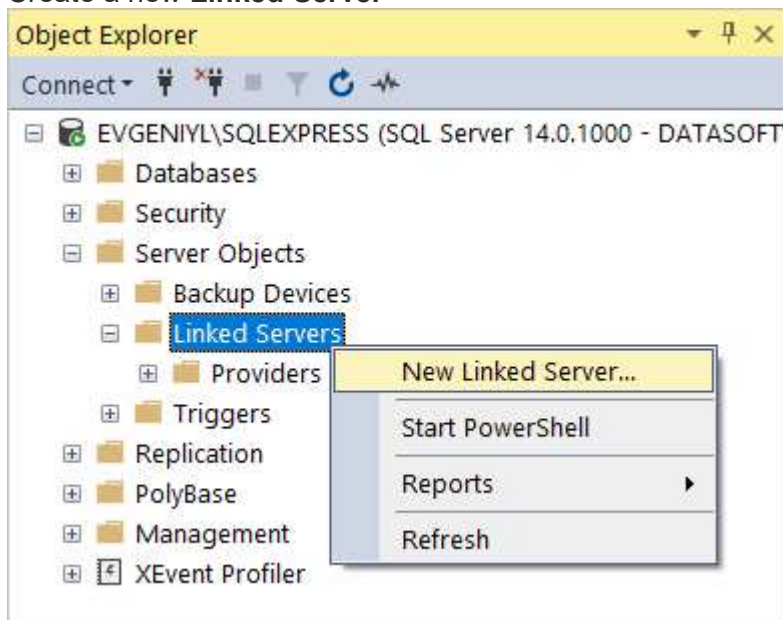 Create a new Linked Server
Object Explorer
Connect
EVGENIYL\SQLEXPRESS (SQL Server 14.0.1000 - DATASOFT
Databases
Security
Server Objects
Backup Devices
Linked Servers
Providers
New Linked Server...
Triggers
Start PowerShell
Replication
PolyBase
Reports
Management
Refresh
XEvent Profiler